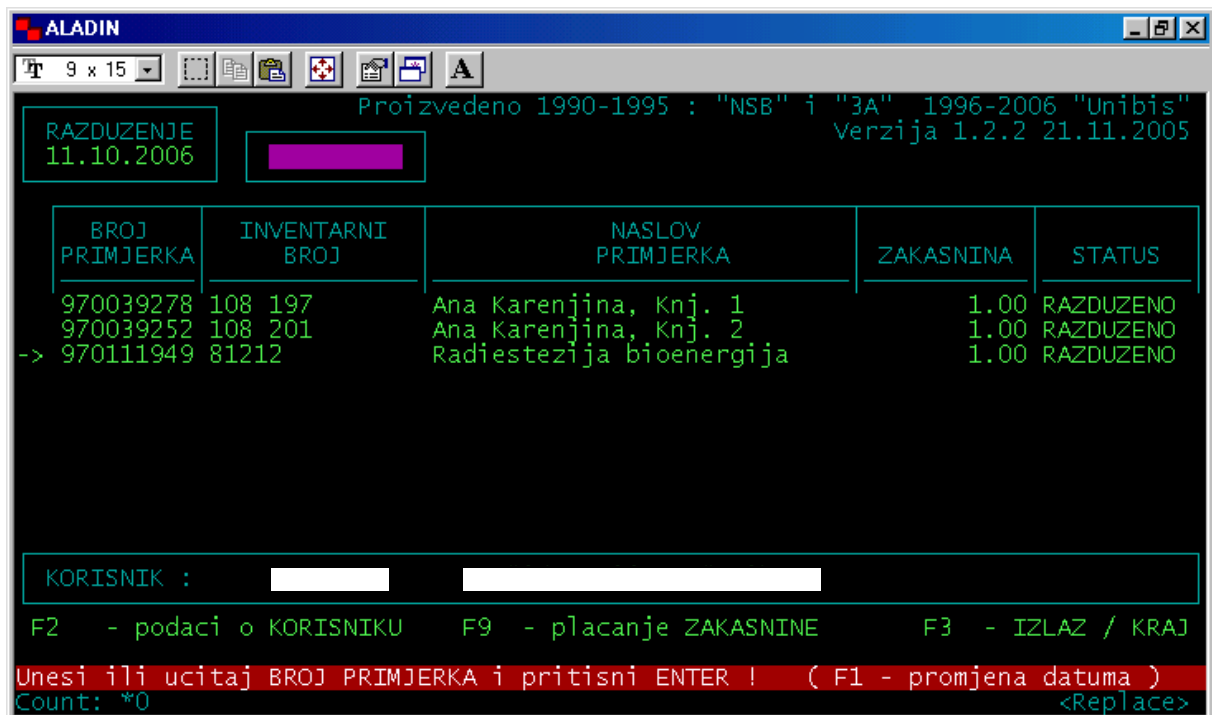 ALADIN
9 x 15
A
Proizvedeno 1990-1995 : "NSB" i "3A" 1996-2006 "Unibis"
RAZDUZENJE Verzija 1.2.2 21.11.2005
11.10.2006
BROJ INVENTARNI NASLOV
PRIMJERKA BROJ PRIMJERKA ZAKASNINA STATUS
970039278 108 197 Ana Karenjina, Knj. 1 1.00 RAZDUZENO
970039252 108 201 Ana Karenjina, Knj. 2 1.00 RAZDUZENO
-> 970111949 81212 Radiestezija bioenergija 1.00 RAZDUZENO
KORISNIK :
F2 - podaci o KORISNIKU F9 - placanje ZAKASNINE F3 - IZLAZ / KRAJ
Unesi ili ucitaj BROJ PRIMJERKA i pritisni ENTER ! ( F1 - promjena datuma )
Count: *0 <Replace>